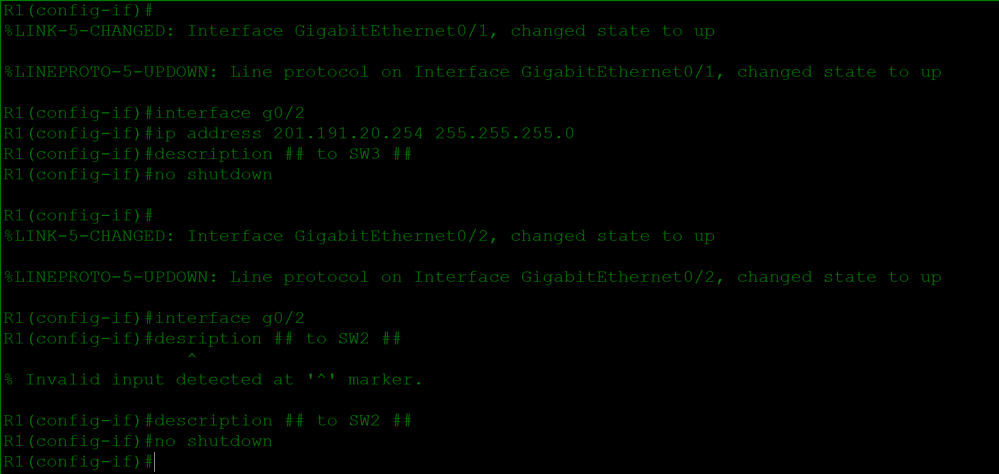 R1(config-if)#
%LINK-5-CHANGED: Interface GigabitEthernet0/1, changed state to up
%LINEPROTO-5-UPDOWN: Line protocol on Interface GigabitEthernet0/1, changed state to up
R1(config-if)#interface g0/2
R1(config-if)#ip address 201.191.20.254 255.255.255.0
R1(config-if)#description ## to SW3 ##
R1(config-if)#no shutdown
R1(config-if)#
%LINK-5-CHANGED: Interface GigabitEthernet0/2, changed state to up
%LINEPROTO-5-UPDOWN: Line protocol on Interface GigabitEthernet0/2, changed state to up
R1(config-if)#interface g0/2
R1(config-if)#desription ## to SW2 ##
^
% Invalid input detected at '^' marker.
R1(config-if)#description ## to SW2 ##
R1(config-if)#no shutdown
R1(config-if)#